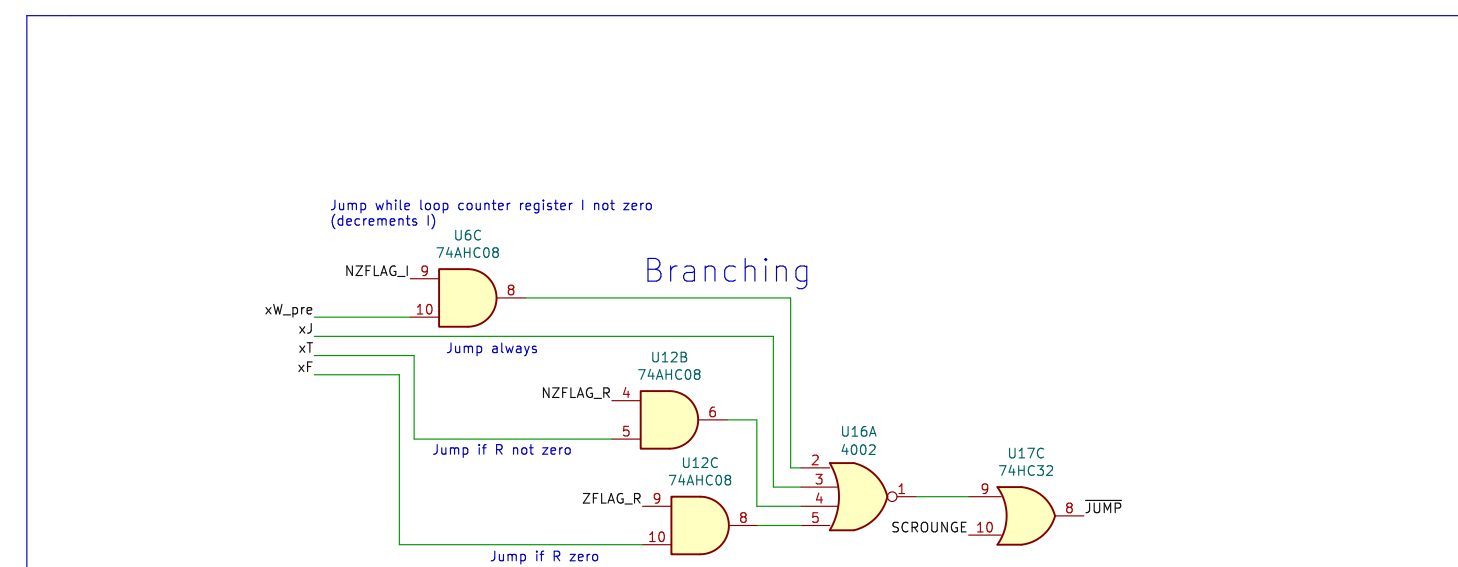 Jump while loop counter register I not zero
(decrements I)
U6C
74AHC08
Branching
NZFLAG_I
9
8
10
xW_pre
xJ
xT
xF
Jump always
U12B
74AHC08
NZFLAG_R
4
6
5
Jump if R not zero
U12C
74AHC08
ZFLAG_R
9
8
10
Jump if R zero
U16A
4002
2
3
4
5
1
U17C
74HC32
9
8
SCROUNGE
10
JUMP